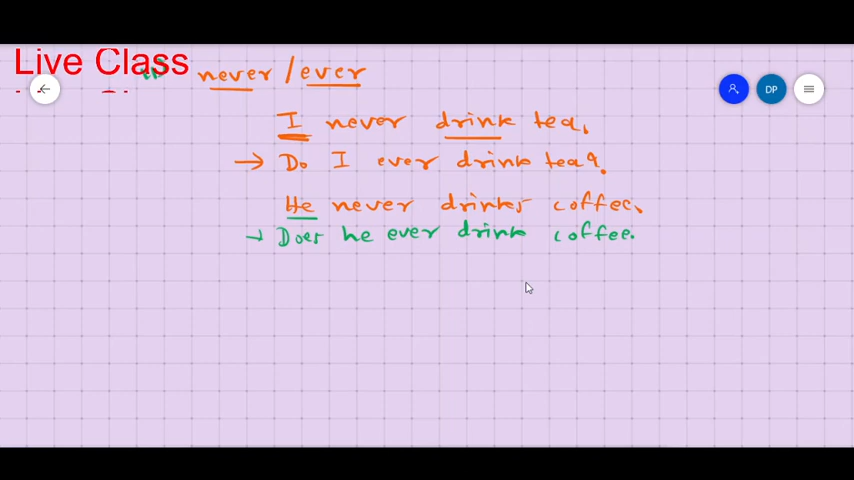 Live Class
never / ever
I never drink tea.
→ Do I ever drink tea?.
He never drinks coffee.
→ Does he ever drink coffee.
DP